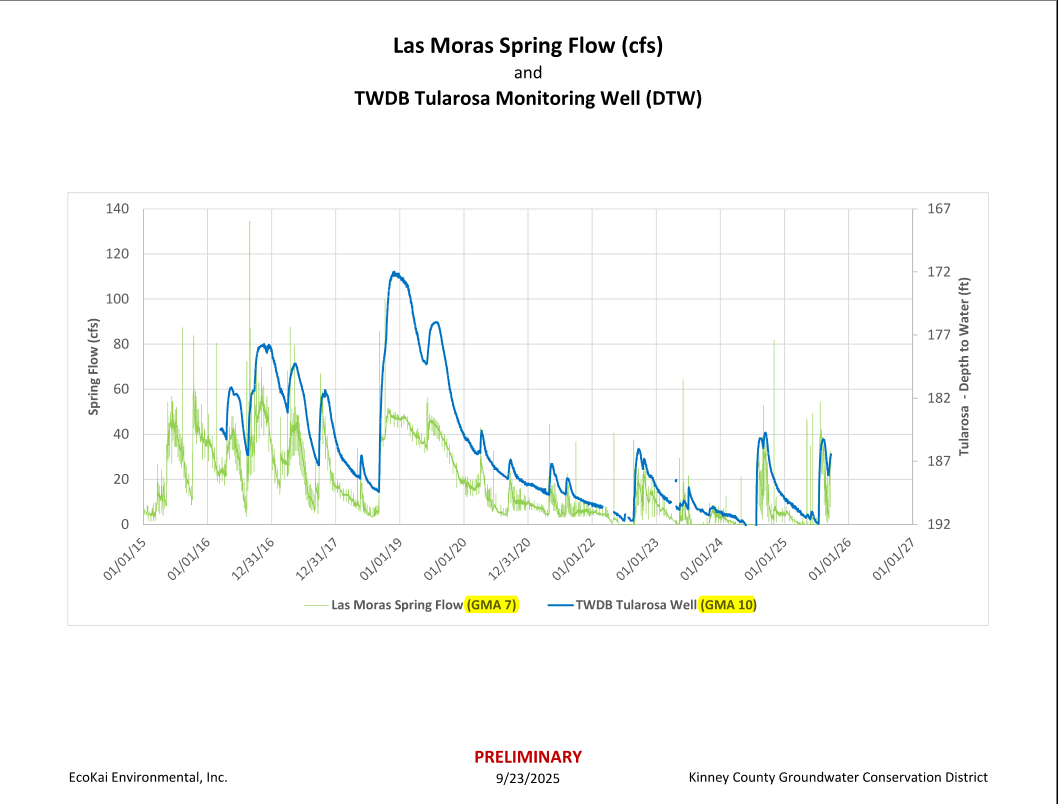 Las Moras Spring Flow (cfs)
and
TWDB Tularosa Monitoring Well (DTW)
140
120
100
80
60
40
20
0
Spring Flow (cfs)
167
172
177
182
187
192
Tularosa - Depth to Water (ft)
01/01/15
01/01/16
12/31/16
12/31/17
01/01/19
01/01/20
12/31/20
01/01/22
01/01/23
01/01/24
01/01/25
01/01/26
01/01/27
Las Moras Spring Flow (GMA 7)
TWDB Tularosa Well (GMA 10)
PRELIMINARY
EcoKai Environmental, Inc.
9/23/2025
Kinney County Groundwater Conservation District